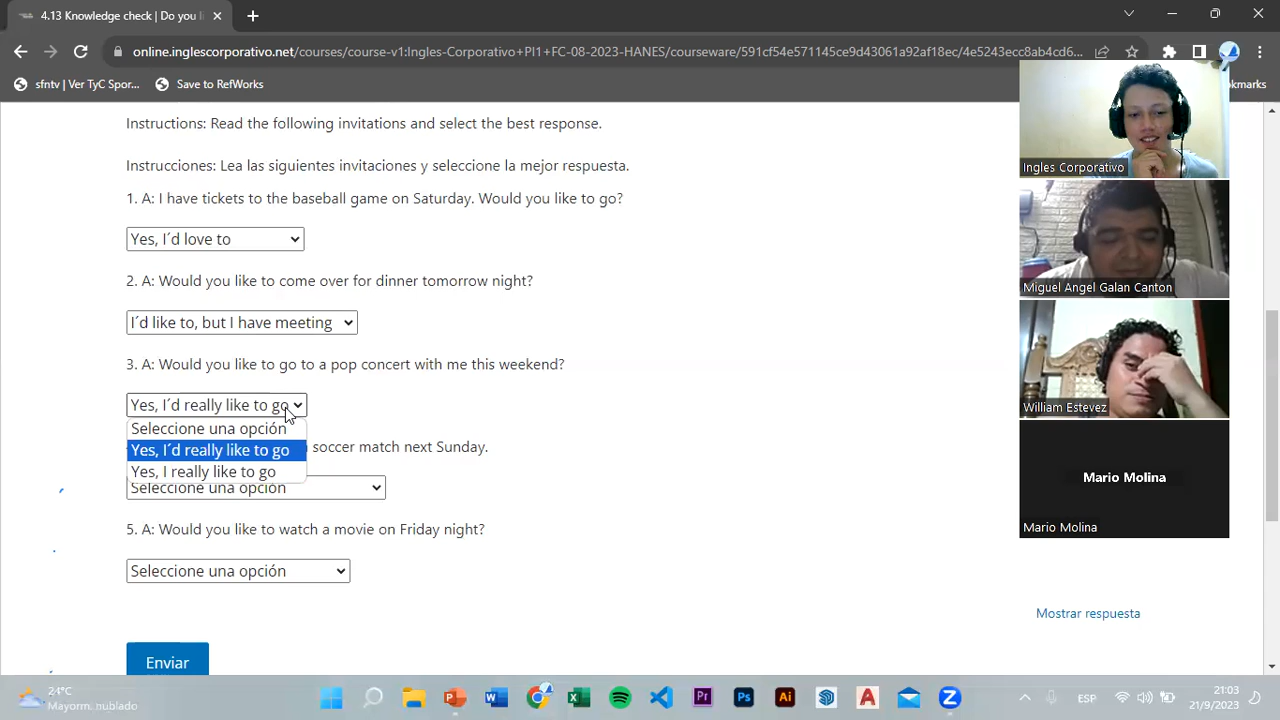 4.13 Knowledge check | Do you l
online.inglescorporativo.net/courses/course-v1:Ingles-Corporativo+PI1+FC-08-2023-HANES/courseware/591cf54e571145ce9d43061a92af18ec/4e5243ecc8ab4cd6...
sfntv | Ver TyC Spor...
Save to RefWorks
okmarks
Instructions: Read the following invitations and select the best response.
Instrucciones: Lea las siguientes invitaciones y seleccione la mejor respuesta.
1. A: I have tickets to the baseball game on Saturday. Would you like to go?
Yes, I´d love to
2. A: Would you like to come over for dinner tomorrow night?
I´d like to, but I have meeting
3. A: Would you like to go to a pop concert with me this weekend?
Yes, I´d really like to go
Seleccione una opción
Yes, I´d really like to go
soccer match next Sunday.
Yes, I really like to go
Seleccione una opción
5. A: Would you like to watch a movie on Friday night?
Seleccione una opción
Mostrar respuesta
Enviar
Ingles Corporativo
Miguel Angel Galan Canton
William Estevez
Mario Molina
Mario Molina
24°C
Mayorm. nublado
W
X
Pr
Ps
Ai
A
Z
ESP
21:03
21/9/2023